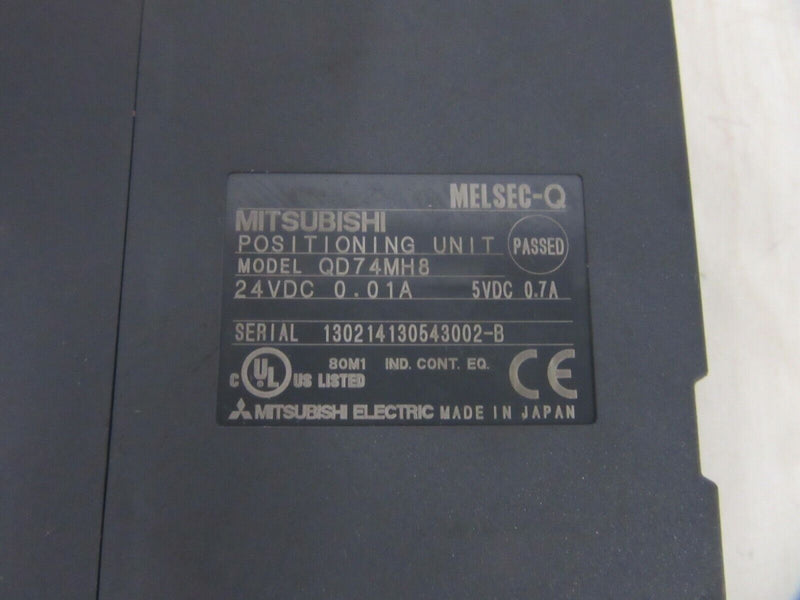 MELSEC-Q
MITSUBISHI
POSITIONING UNIT PASSED
MODEL QD74MH8
24VDC 0.01A 5VDC 0.7A
SERIAL 130214130543002-B
C UL US LISTED 80M1 IND. CONT. EQ. CE
MITSUBISHI ELECTRIC MADE IN JAPAN